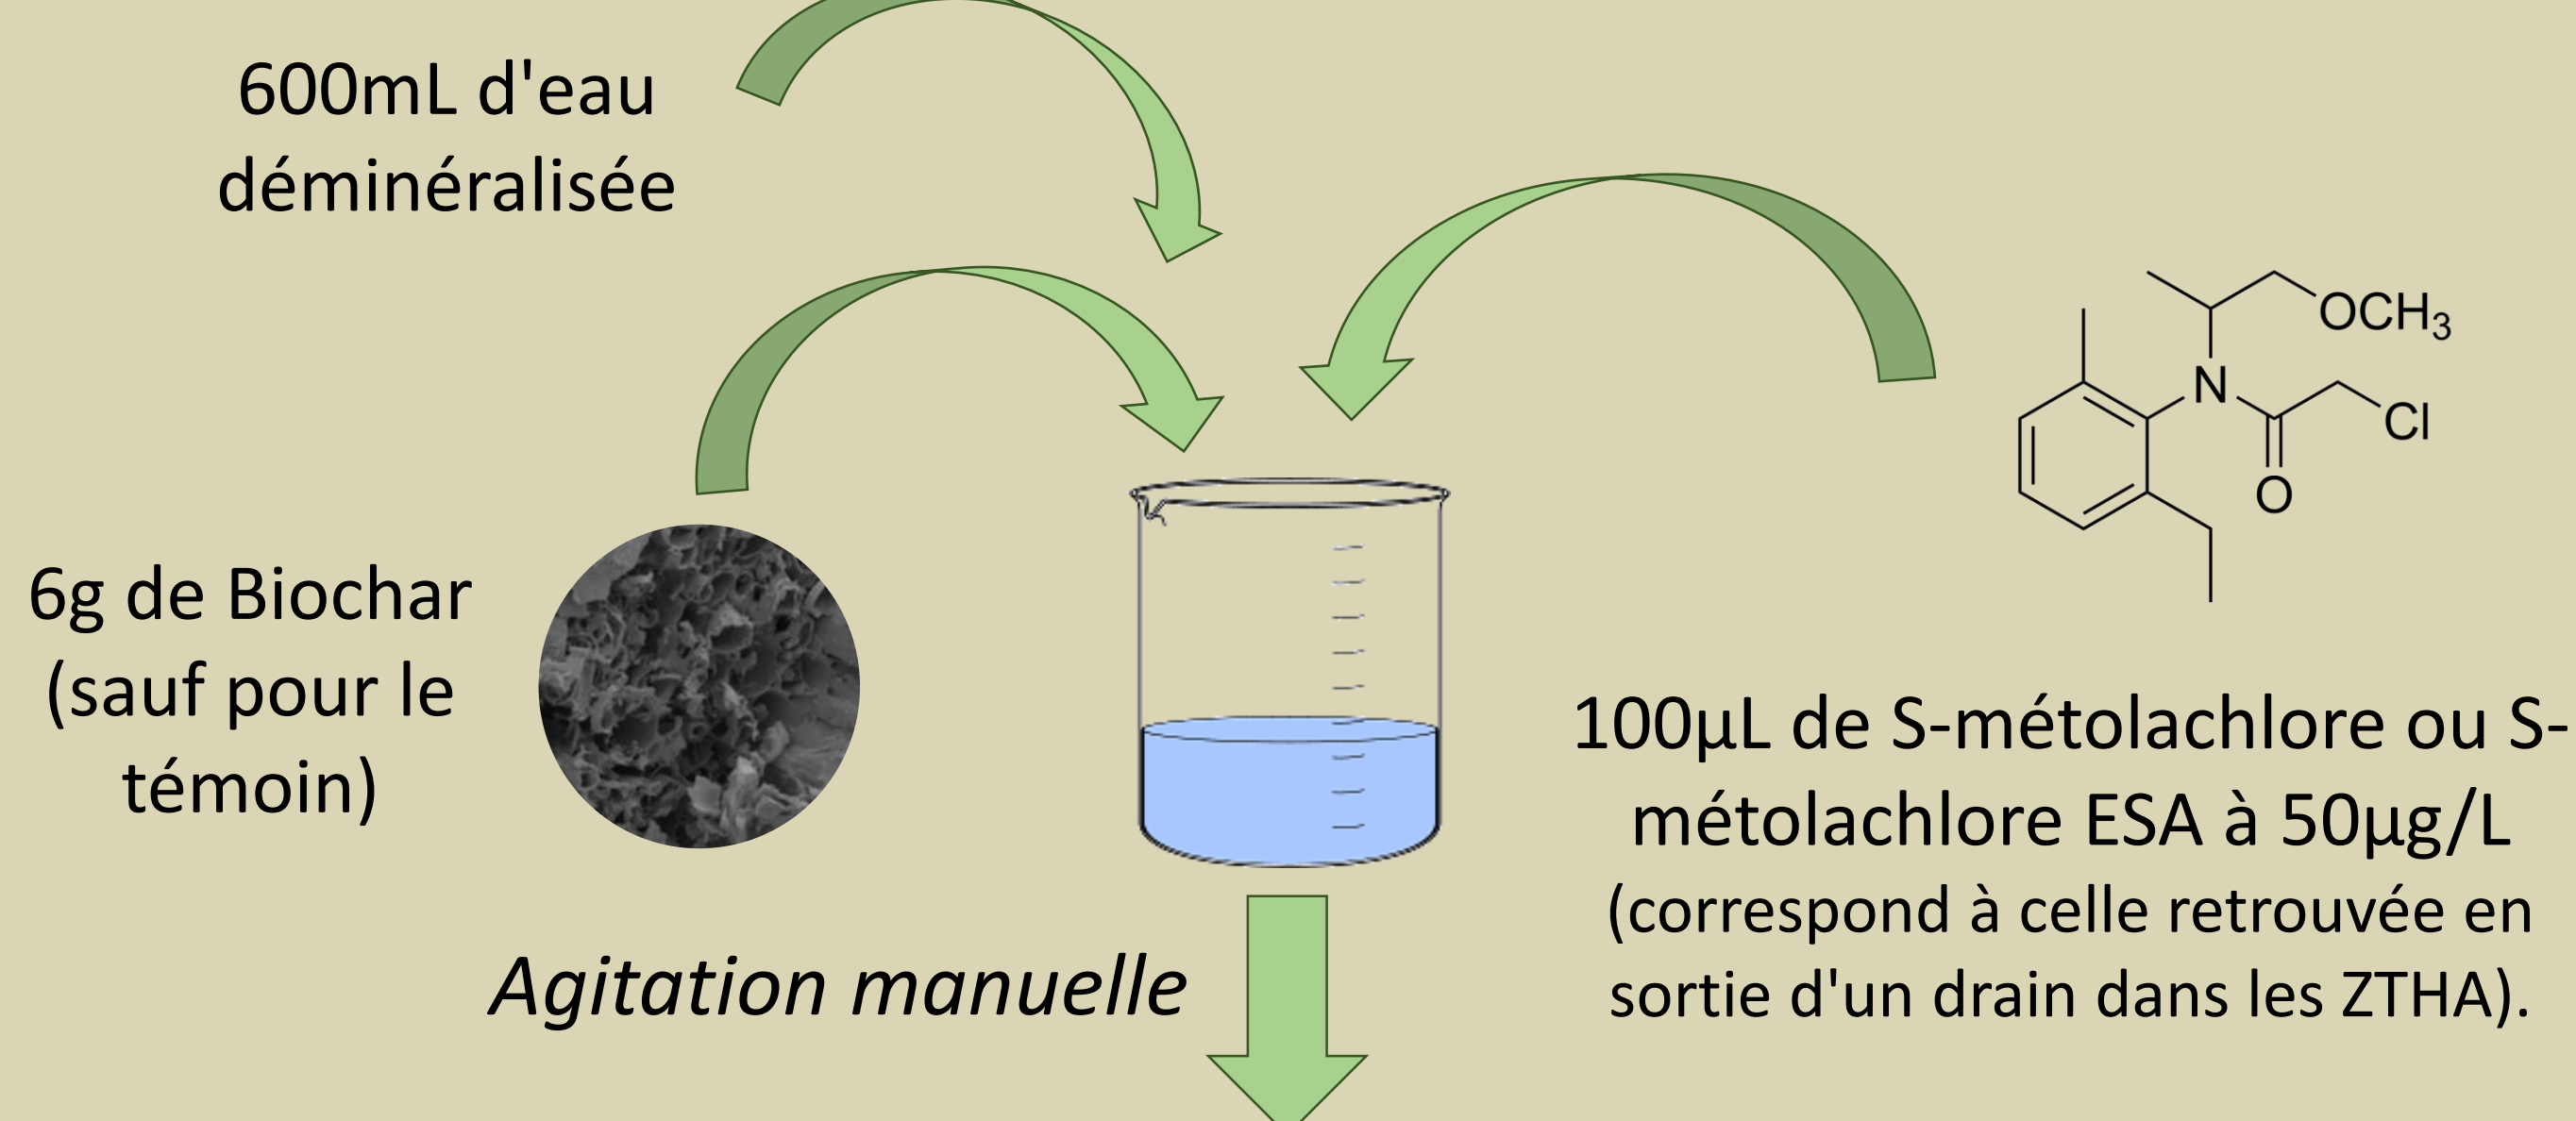 600mL d'eau
déminéralisée
OCH3
N
Cl
O
6g de Biochar
(sauf pour le
témoin)
100µL de S-métolachlore ou S-
métolachlore ESA à 50µg/L
(correspond à celle retrouvée en
sortie d'un drain dans les ZTHA).
Agitation manuelle